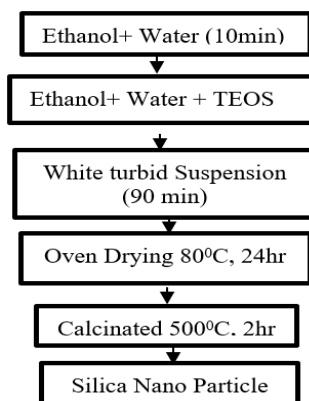 Ethanol+ Water (10min)
Ethanol+ Water + TEOS
White turbid Suspension
(90 min)
Oven Drying 80⁰C, 24hr
Calcinated 500⁰C. 2hr
Silica Nano Particle